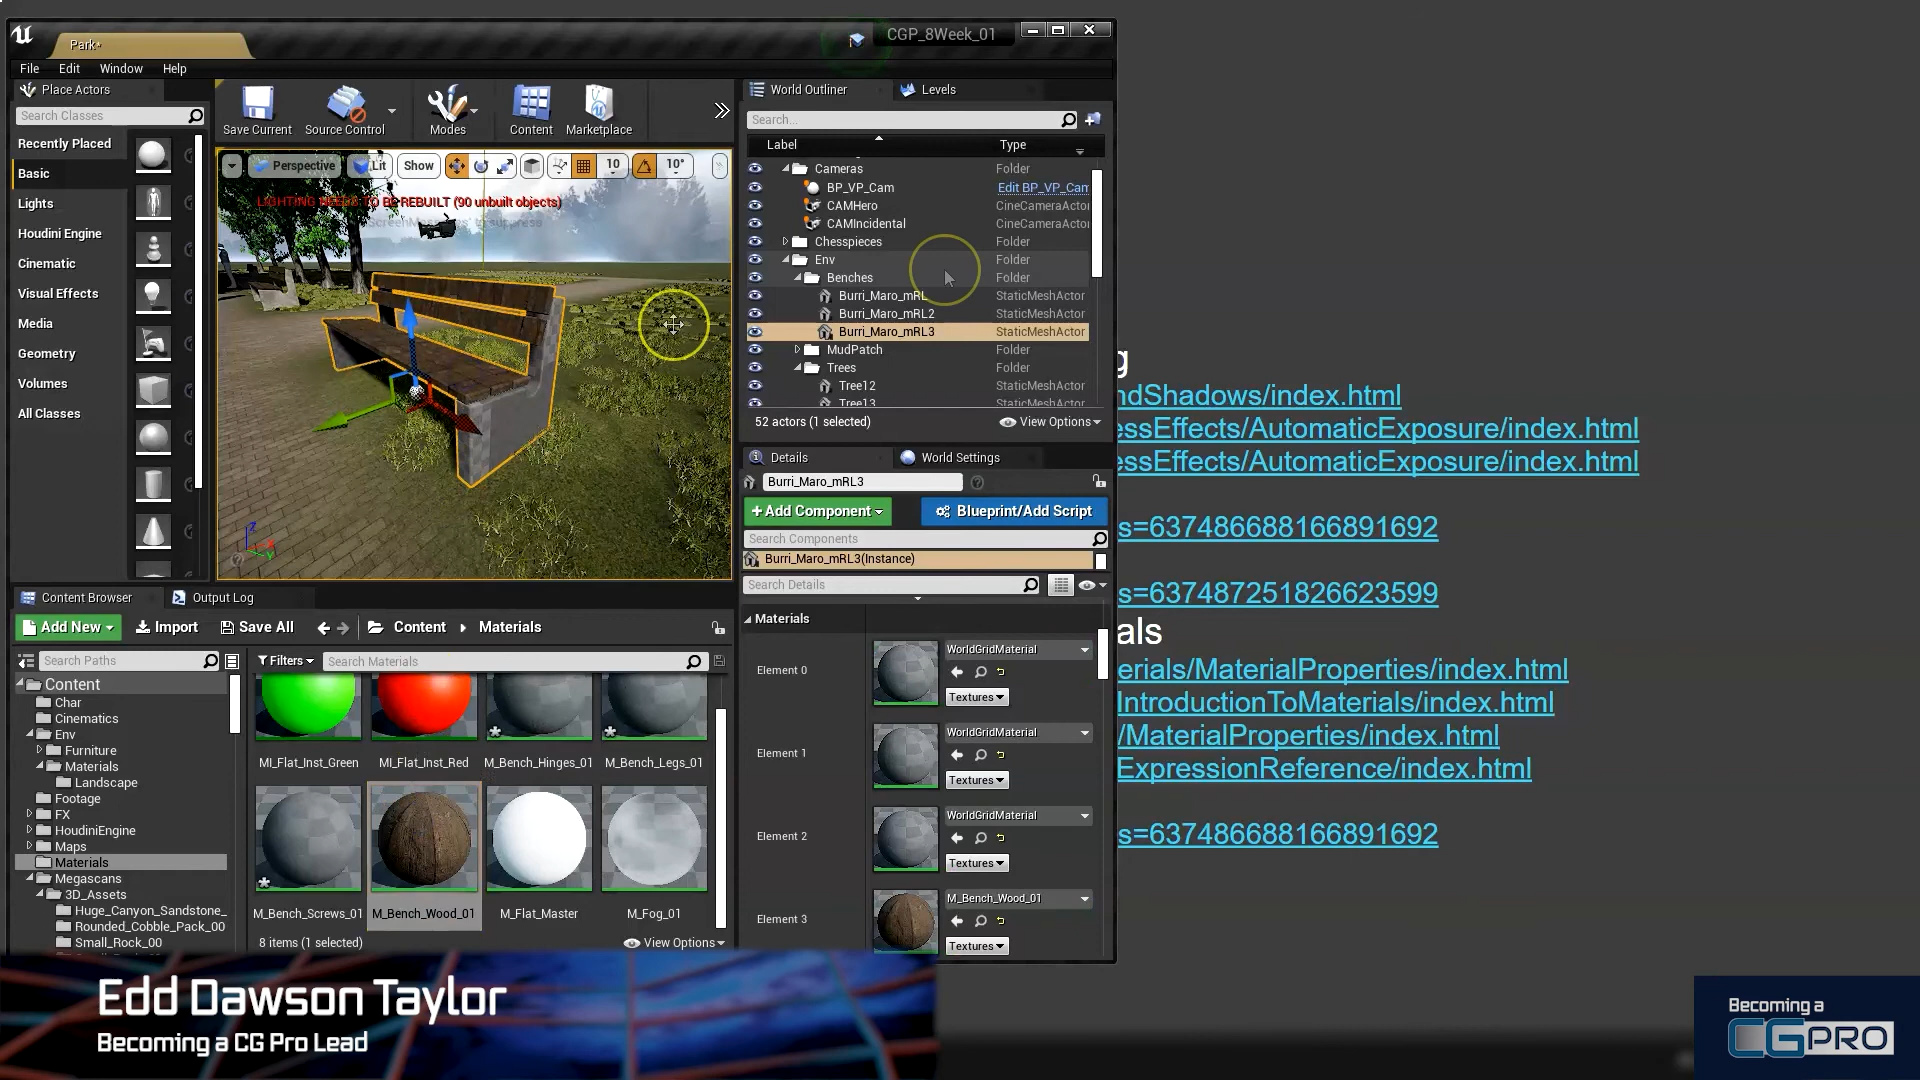 Park•
CGP_8Week_01
File Edit Window Help
Place Actors
Search Classes
Recently Placed
Basic
Lights
Houdini Engine
Cinematic
Visual Effects
Media
Geometry
Volumes
All Classes
Save Current
Source Control
Modes
Content
Marketplace
Perspective
Lit
Show
10
10°
LIGHTING NEEDS TO BE REBUILT (90 unbuilt objects)
suppress
World Outliner
Levels
Search...
Label Type
Cameras Folder
BP_VP_Cam Edit BP_VP_Cam
CAMHero CineCameraActo
CAMIncidental CineCameraActo
Chesspieces Folder
Env Folder
Benches Folder
Burri_Maro_mRL StaticMeshActor
Burri_Maro_mRL2 StaticMeshActor
Burri_Maro_mRL3 StaticMeshActor
MudPatch Folder
Trees Folder
Tree12 StaticMeshActor
Tree13 StaticMeshActor
52 actors (1 selected)
View Options
Details
World Settings
Burri_Maro_mRL3
+Add Component
Blueprint/Add Script
Search Components
Burri_Maro_mRL3(Instance)
Search Details
Materials
Element 0
WorldGridMaterial
Textures
Element 1
WorldGridMaterial
Textures
Element 2
WorldGridMaterial
Textures
Element 3
M_Bench_Wood_01
Textures
Content Browser
Output Log
Add New
Import
Save All
Content
Materials
Search Paths
Filters
Search Materials
Content
Char
Cinematics
Env
Furniture
Materials
Landscape
Footage
FX
HoudiniEngine
Maps
Materials
Megascans
3D_Assets
Huge_Canyon_Sandstone_
Rounded_Cobble_Pack_00
Small_Rock_00
MI_Flat_Inst_Green
MI_Flat_Inst_Red
M_Bench_Hinges_01
M_Bench_Legs_01
M_Bench_Screws_01
M_Bench_Wood_01
M_Flat_Master
M_Fog_01
8 items (1 selected)
View Options
g
ndShadows/index.html
essEffects/AutomaticExposure/index.html
essEffects/AutomaticExposure/index.html
s=637486688166891692
s=637487251826623599
als
erials/MaterialProperties/index.html
IntroductionToMaterials/index.html
/MaterialProperties/index.html
ExpressionReference/index.html
s=637486688166891692
Edd Dawson Taylor
Becoming a CG Pro Lead
Becoming a
CGPRO